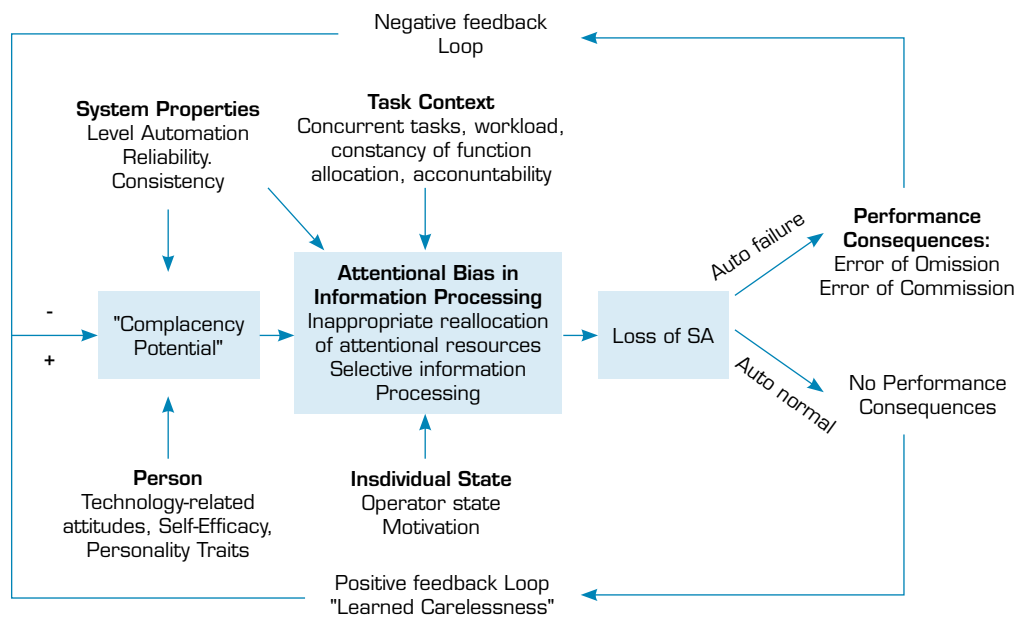 Negative feedback
Loop
System Properties
Level Automation
Reliability.
Consistency
Task Context
Concurrent tasks, workload,
constancy of function
allocation, acconuntability
Performance
Consequences:
Error of Omission
Error of Commission
Auto failure
Attentional Bias in
Information Processing
Inappropriate reallocation
of attentional resources
Selective information
Processing
-
+
"Complacency
Potential"
Loss of SA
Auto normal
No Performance
Consequences
Person
Technology-related
attitudes, Self-Efficacy,
Personality Traits
Insdividual State
Operator state
Motivation
Positive feedback Loop
"Learned Carelessness"